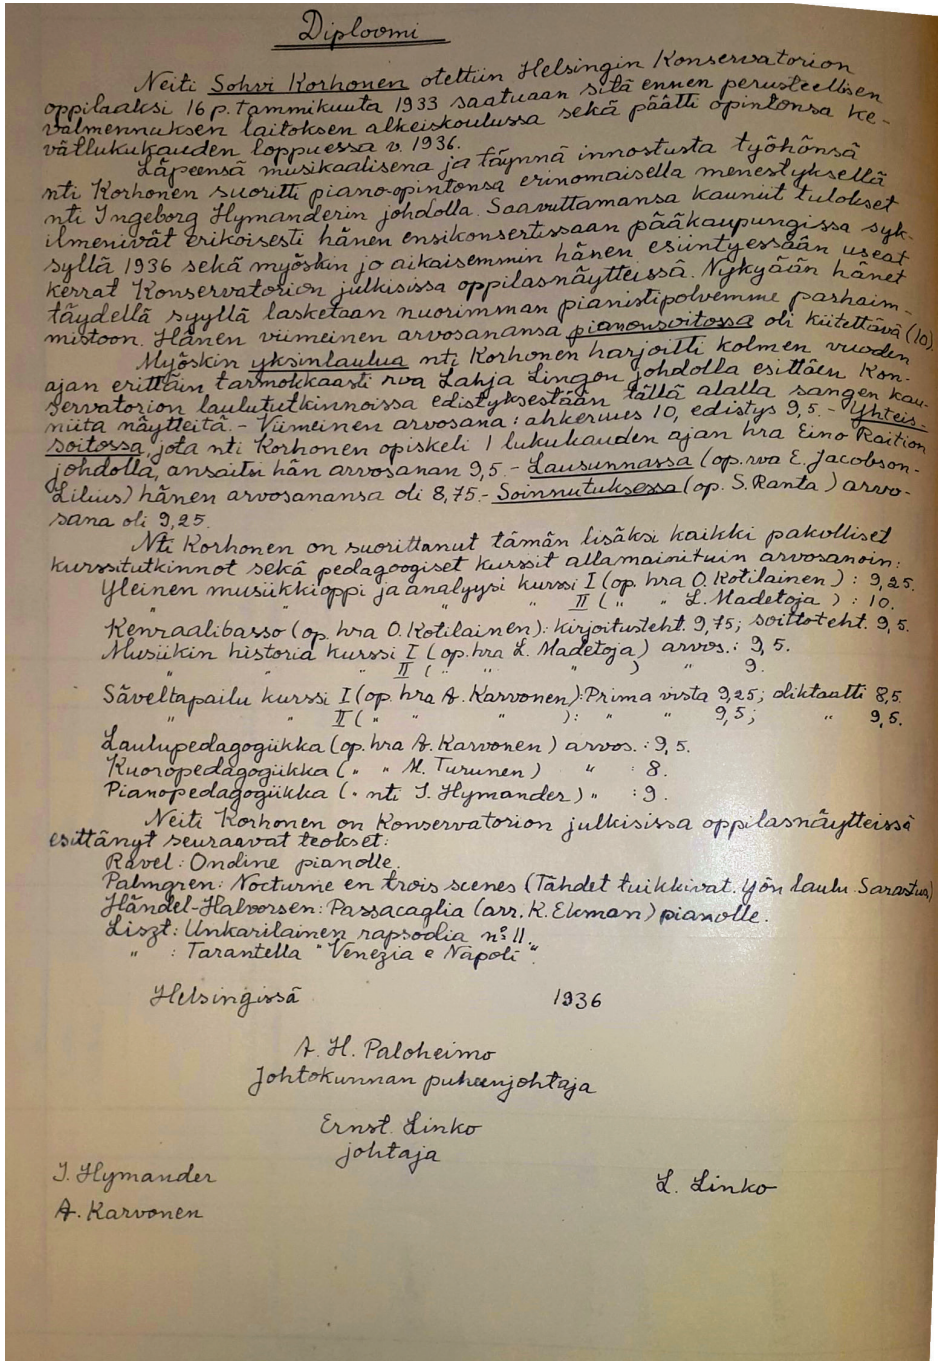 Diploomi
Neiti Sohvi Korhonen otettiin Helsingin Konservatorion
oppilaaksi 16 p. tammikuuta 1933 saatuaan sitä ennen perusteellisen
valmennuksen laitoksen alkeiskoulussa sekä päätti opintonsa ke-
vätlukukauden loppuessa v. 1936.
Läpeensä musikaalisena ja täynnä innostusta työhönsä
nti Korhonen suoritti piano-opintonsa erinomaisella menestyksellä
nti Ingeborg Hymanderin johdolla. Saavuttamansa kauniit tulokset
ilmenivät erikoisesti hänen ensikonsertissaan pääkaupungissa syk-
syllä 1936 sekä myöskin jo aikaisemmin hänen esiintyessään useat
kerrat Konservatorion julkisissa oppilasnäytteissä. Nykyään hänet
täydellä syyllä lasketaan nuorimman pianistipolvemme parhaim-
mistoon. Hänen viimeinen arvosanansa pianonsoitossa oli kiitettävä (10).
Myöskin yksinlaulua nti Korhonen harjoitti kolmen vuoden
ajan erittäin tarmokkaasti rva Lahja Lingon johdolla esittäen Kon-
servatorion laulututkinnoissa edistyksestään tällä alalla sangen kau-
niita näytteitä. - Viimeinen arvosana: ahkeruus 10, edistys 9,5. - Yhteis-
soitossa, jota nti Korhonen opiskeli 1 lukukauden ajan hra Eino Raition
johdolla, ansaitsi hän arvosanan 9,5. - Lausunnassa (op. rva E. Jacobson-
Lilius) hänen arvosanansa oli 8,75. - Soinnutuksessa (op. S. Ranta) arvo-
sana oli 9,25.
Nti Korhonen on suorittanut tämän lisäksi kaikki pakolliset
kurssitutkinnot sekä pedagoogiset kurssit allamainituin arvosanoin:
Yleinen musiikkioppi ja analyysi kurssi I (op. hra O. Kotilainen) : 9,25.
" " " " II ( " " L. Madetoja ) : 10.
Kenraalibasso (op. hra O. Kotilainen): kirjoitusteht. 9,75; soittoteht. 9,5.
Musiikin historia kurssi I (op. hra L. Madetoja) arvos.: 9,5.
" " " II ( " " " ) " 9.
Säveltapailu kurssi I (op. hra A. Karvonen): Prima vista 9,25; diktaatti 8,5.
" " II ( " " " ): " " 9,5; " 9,5.
Laulupedagogiikka (op. hra A. Karvonen) arvos. : 9,5.
Kuoropedagogiikka ( " " M. Turunen) " : 8.
Pianopedagogiikka ( " nti I. Hymander) " : 9.
Neiti Korhonen on Konservatorion julkisissa oppilasnäytteissä
esittänyt seuraavat teokset:
Ravel: Ondine pianolle.
Palmgren: Nocturne en trois scenes (Tähdet tuikkivat. Yön laulu. Sarastus)
Händel-Halvorsen: Passacaglia (arr. K. Ekman) pianolle.
Liszt: Unkarilainen rapsodia no 11.
" : Tarantella "Venezia e Napoli".
Helsingissä 1936
A. H. Paloheimo
Johtokunnan puheenjohtaja
Ernst. Linko
johtaja
I. Hymander
L. Linko
A. Karvonen